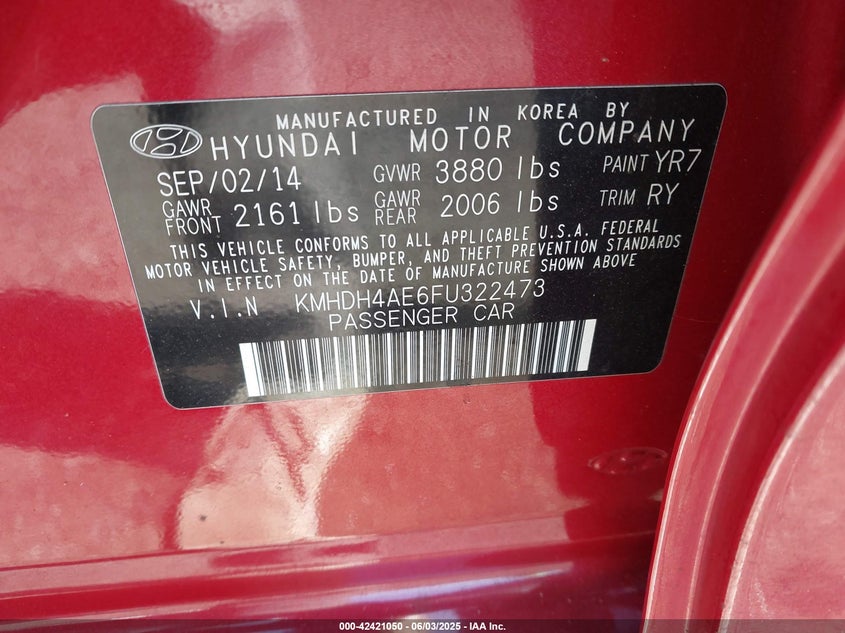 MANUFACTURED IN KOREA BY
HYUNDAI MOTOR COMPANY
SEP/02/14 GVWR 3880 lbs PAINT YR7
GAWR FRONT 2161 lbs GAWR REAR 2006 lbs TRIM RY
THIS VEHICLE CONFORMS TO ALL APPLICABLE U.S.A. FEDERAL
MOTOR VEHICLE SAFETY, BUMPER, AND THEFT PREVENTION STANDARDS
IN EFFECT ON THE DATE OF MANUFACTURE SHOWN ABOVE
V.I.N KMHDH4AE6FU322473
PASSENGER CAR
000-42421050 - 06/03/2025 - IAA Inc.